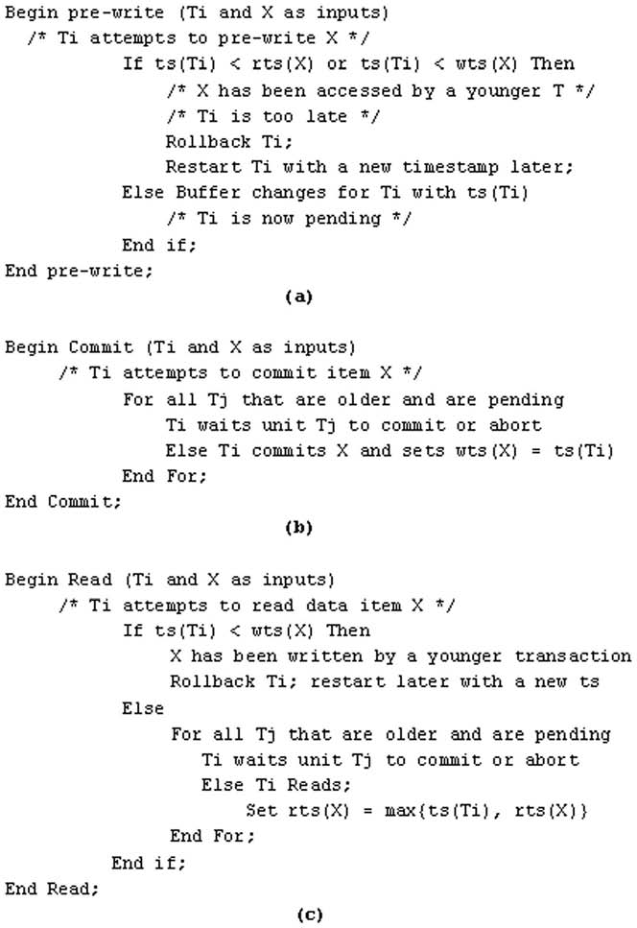 Begin pre-write (Ti and X as inputs)
/* Ti attempts to pre-write X */
If ts(Ti) < rts(X) or ts(Ti) < wts(X) Then
/* X has been accessed by a younger T */
/* Ti is too late */
Rollback Ti;
Restart Ti with a new timestamp later;
Else Buffer changes for Ti with ts(Ti)
/* Ti is now pending */
End if;
End pre-write;
(a)
Begin Commit (Ti and X as inputs)
/* Ti attempts to commit item X */
For all Tj that are older and are pending
Ti waits unit Tj to commit or abort
Else Ti commits X and sets wts(X) = ts(Ti)
End For;
End Commit;
(b)
Begin Read (Ti and X as inputs)
/* Ti attempts to read data item X */
If ts(Ti) < wts(X) Then
X has been written by a younger transaction
Rollback Ti; restart later with a new ts
Else
For all Tj that are older and are pending
Ti waits unit Tj to commit or abort
Else Ti Reads;
Set rts(X) = max{ts(Ti), rts(X)}
End For;
End if;
End Read;
(c)